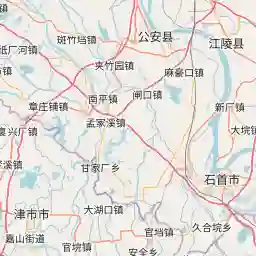 公安县
斑竹垱镇
江陵县
纸厂河镇
夹竹园镇
麻豪口镇
章庄铺镇
南平镇
闸口镇
新厂镇
孟家溪镇
复兴厂镇
大垸镇
甘家厂乡
石首市
大湖口镇
津市市
久合垸乡
官垱镇
嘉山街道
官垸镇
安全乡